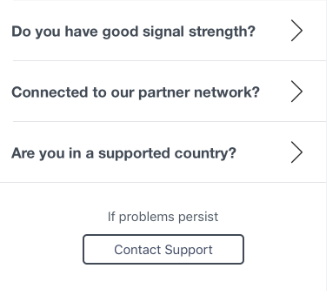 Do you have good signal strength?
Connected to our partner network?
Are you in a supported country?
If problems persist
Contact Support